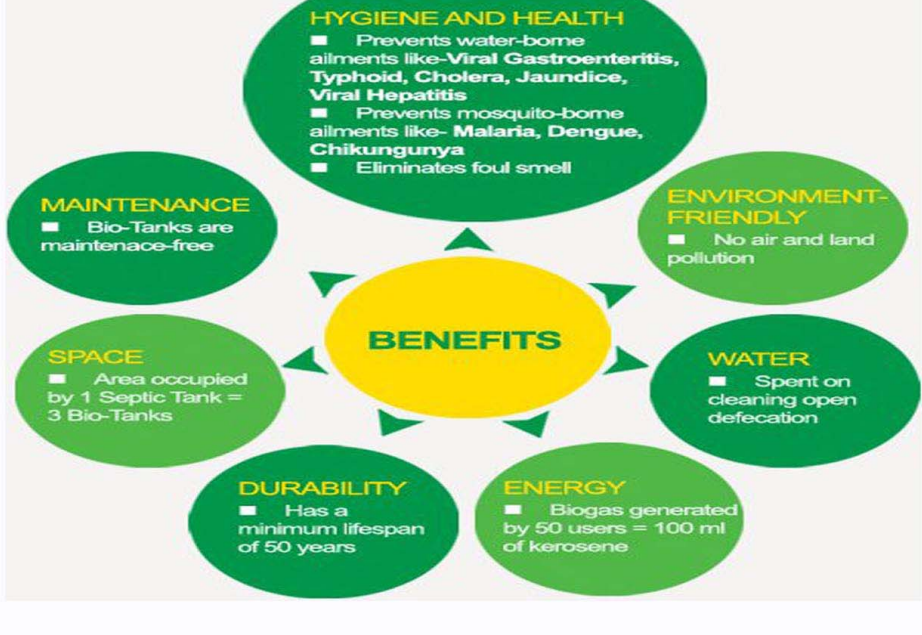 HYGIENE AND HEALTH
■ Prevents water-borne
ailments like-Viral Gastroenteritis,
Typhoid, Cholera, Jaundice,
Viral Hepatitis
■ Prevents mosquito-borne
ailments like- Malaria, Dengue,
Chikungunya
■ Eliminates foul smell
ENVIRONMENT-
FRIENDLY
■ No air and land
pollution
WATER
■ Spent on
cleaning open
defecation
ENERGY
■ Biogas generated
by 50 users = 100 ml
of kerosene
DURABILITY
■ Has a
minimum lifespan
of 50 years
SPACE
■ Area occupied
by 1 Septic Tank =
3 Bio-Tanks
MAINTENANCE
■ Bio-Tanks are
maintenace-free
BENEFITS